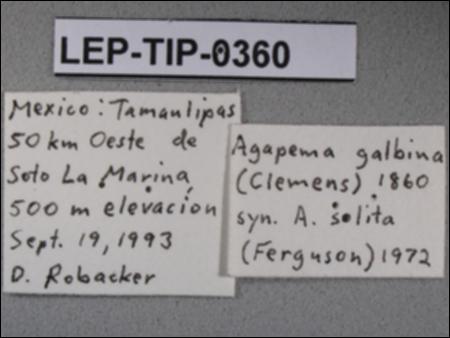 LEP-TIP-0360
Mexico: Tamaulipas
50 km Oeste de
Soto La Marina
500 m elevacion
Sept. 19, 1993
D. Robacker
Agapema galbina
(Clemens) 1860
syn. A. solita
(Ferguson) 1972